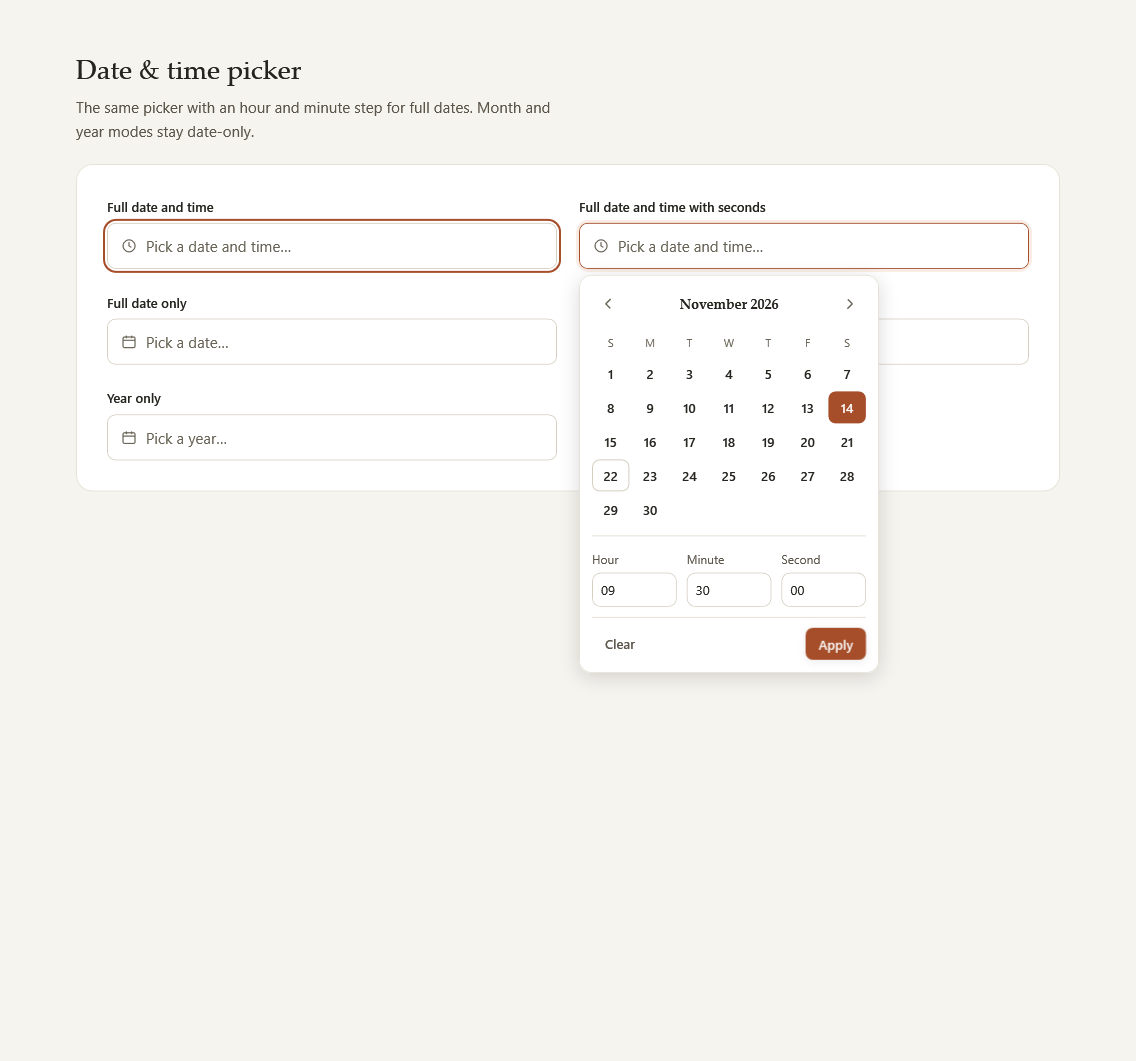 Date & time picker
The same picker with an hour and minute step for full dates. Month and
year modes stay date-only.
Full date and time
Pick a date and time...
Full date and time with seconds
Pick a date and time...
Full date only
Pick a date...
Year only
Pick a year...
November 2026
S M T W T F S
1 2 3 4 5 6 7
8 9 10 11 12 13 14
15 16 17 18 19 20 21
22 23 24 25 26 27 28
29 30
Hour Minute Second
09 30 00
Clear Apply